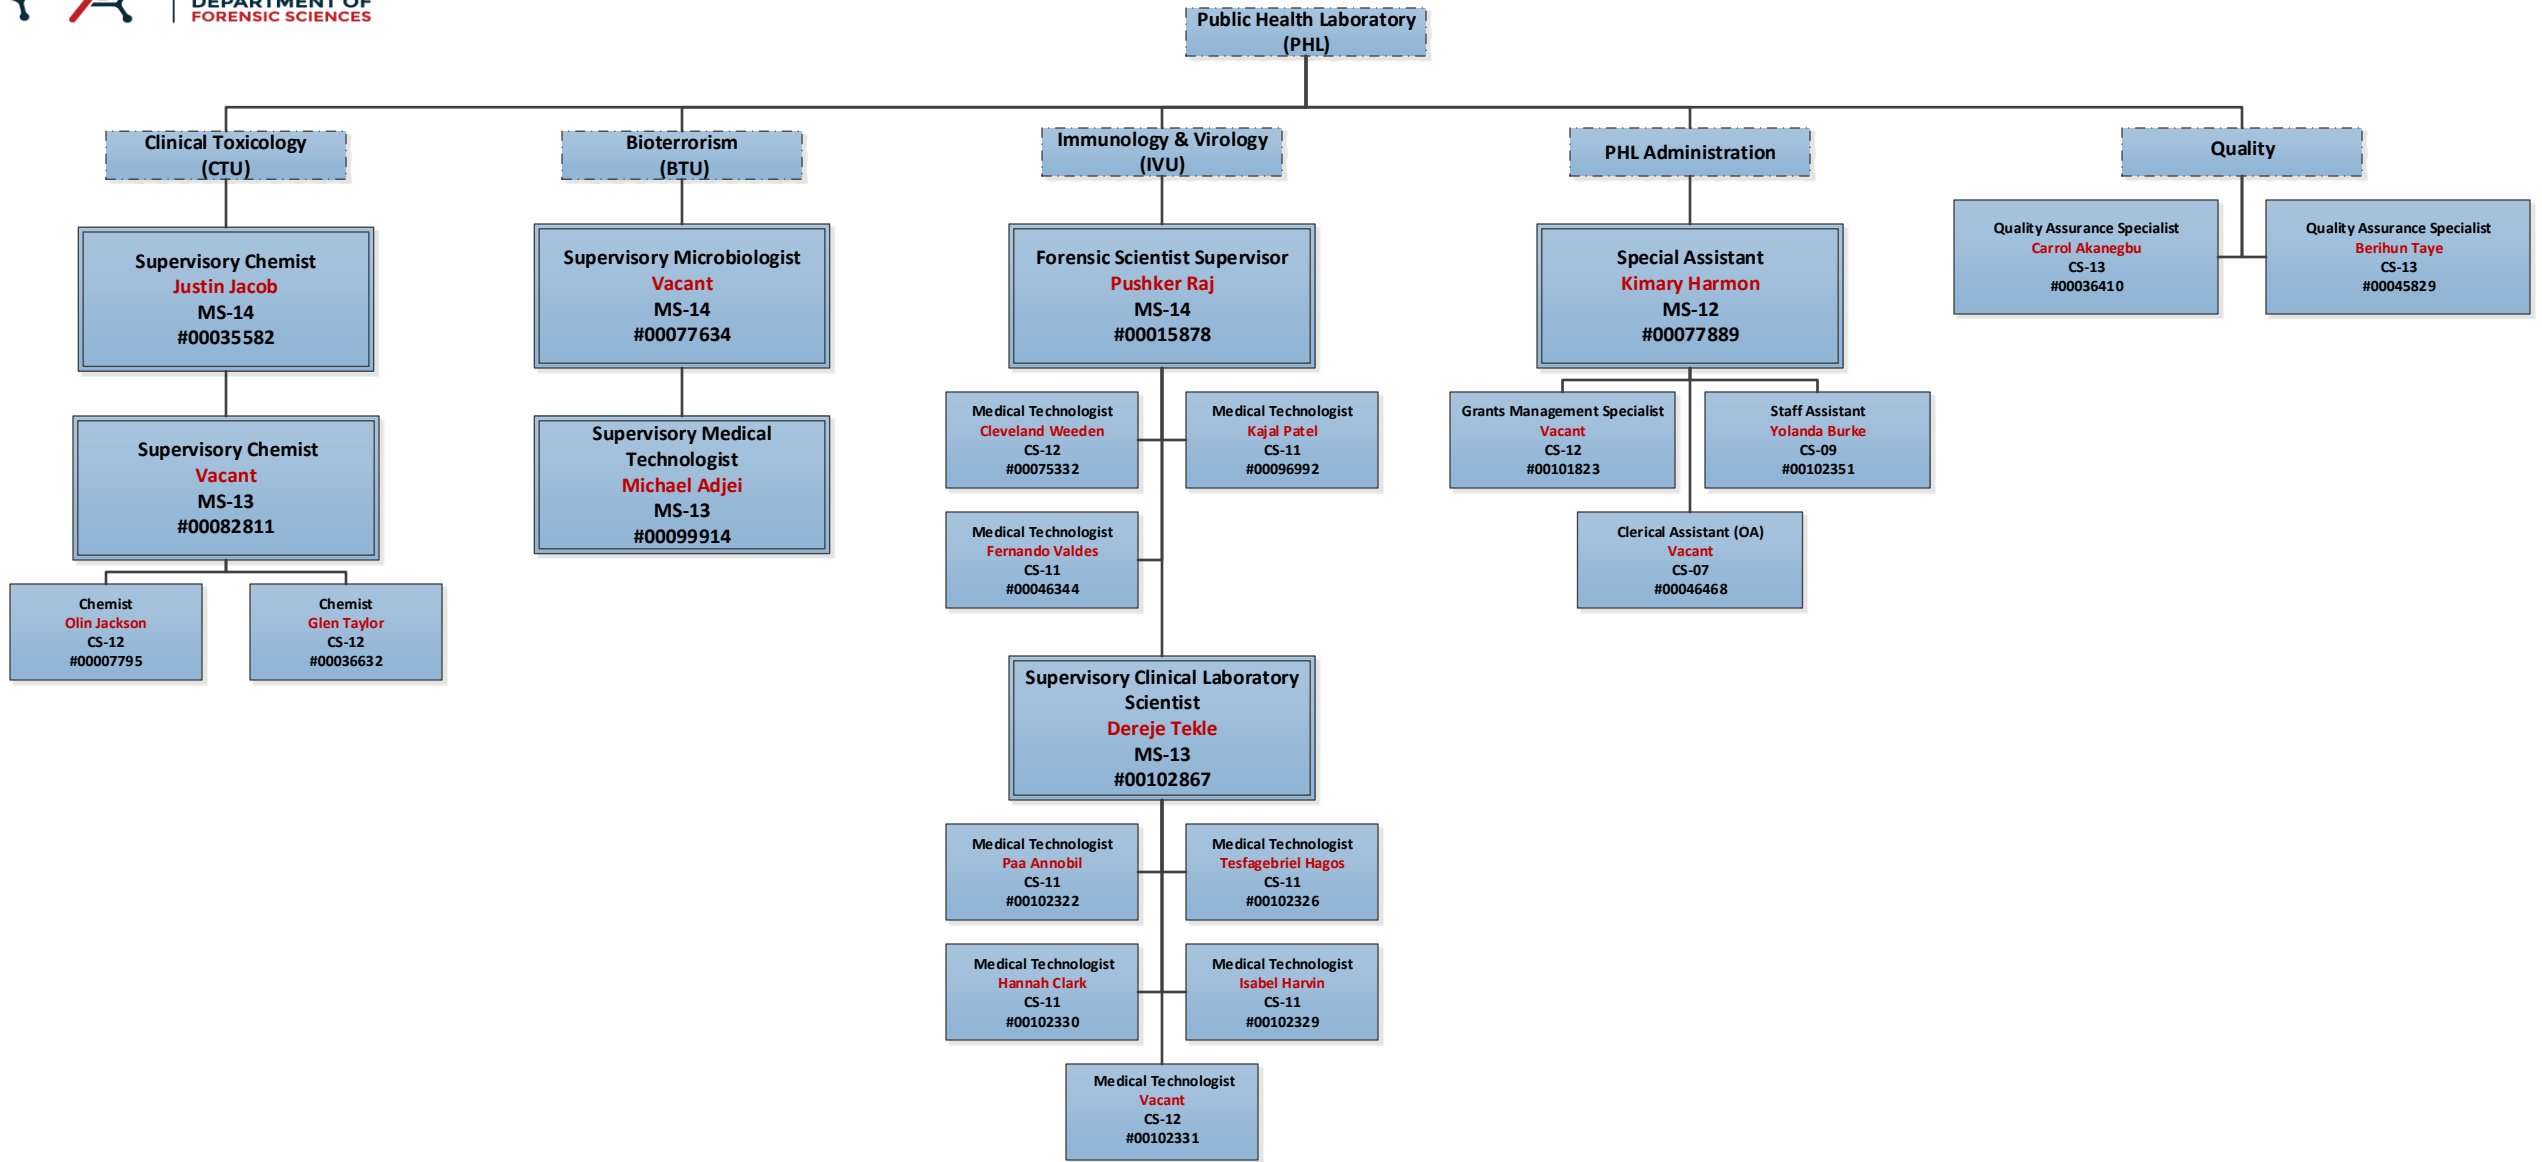 DEPARTMENT OF
FORENSIC SCIENCES
Public Health Laboratory
(PHL)
Clinical Toxicology
(CTU)
Bioterrorism
(BTU)
Immunology & Virology
(IVU)
PHL Administration
Quality
Supervisory Chemist
Justin Jacob
MS-14
#00035582
Supervisory Chemist
Vacant
MS-13
#00082811
Chemist
Olin Jackson
CS-12
#00007795
Chemist
Glen Taylor
CS-12
#00036632
Supervisory Microbiologist
Vacant
MS-14
#00077634
Supervisory Medical
Technologist
Michael Adjei
MS-13
#00099914
Forensic Scientist Supervisor
Pushker Raj
MS-14
#00015878
Medical Technologist
Cleveland Weeden
CS-12
#00075332
Medical Technologist
Kajal Patel
CS-11
#00096992
Medical Technologist
Fernando Valdes
CS-11
#00046344
Supervisory Clinical Laboratory
Scientist
Dereje Tekle
MS-13
#00102867
Medical Technologist
Paa Annobil
CS-11
#00102322
Medical Technologist
Tesfagebriel Hagos
CS-11
#00102326
Medical Technologist
Hannah Clark
CS-11
#00102330
Medical Technologist
Isabel Harvin
CS-11
#00102329
Medical Technologist
Vacant
CS-12
#00102331
Special Assistant
Kimary Harmon
MS-12
#00077889
Grants Management Specialist
Vacant
CS-12
#00101823
Staff Assistant
Yolanda Burke
CS-09
#00102351
Clerical Assistant (OA)
Vacant
CS-07
#00046468
Quality Assurance Specialist
Carrol Akanegbu
CS-13
#00036410
Quality Assurance Specialist
Berihun Taye
CS-13
#00045829